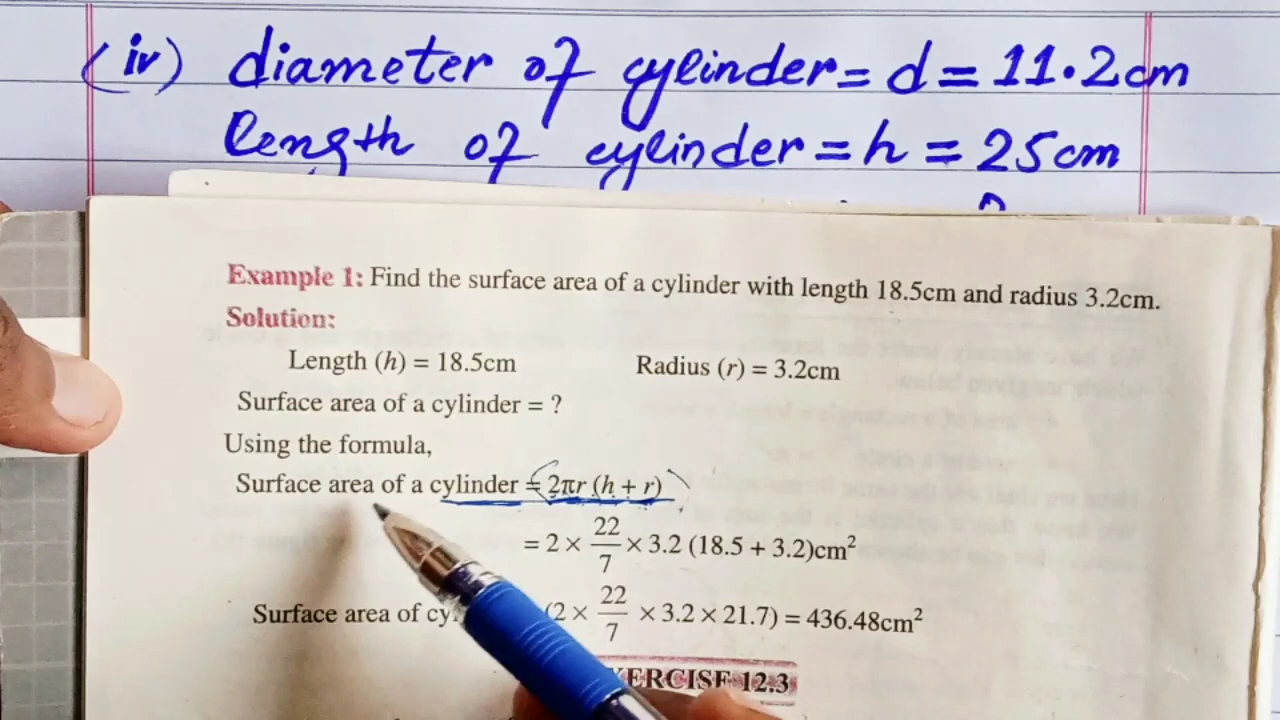 (iv) diameter of cylinder = d = 11.2cm
length of cylinder = h = 25cm
Example 1: Find the surface area of a cylinder with length 18.5cm and radius 3.2cm.
Solution:
Length (h) = 18.5cm Radius (r) = 3.2cm
Surface area of a cylinder = ?
Using the formula,
Surface area of a cylinder = 2πr (h + r)
= 2 × 22/7 × 3.2 (18.5 + 3.2)cm²
Surface area of (2 × 22/7 × 3.2 × 21.7) = 436.48cm²
12.3